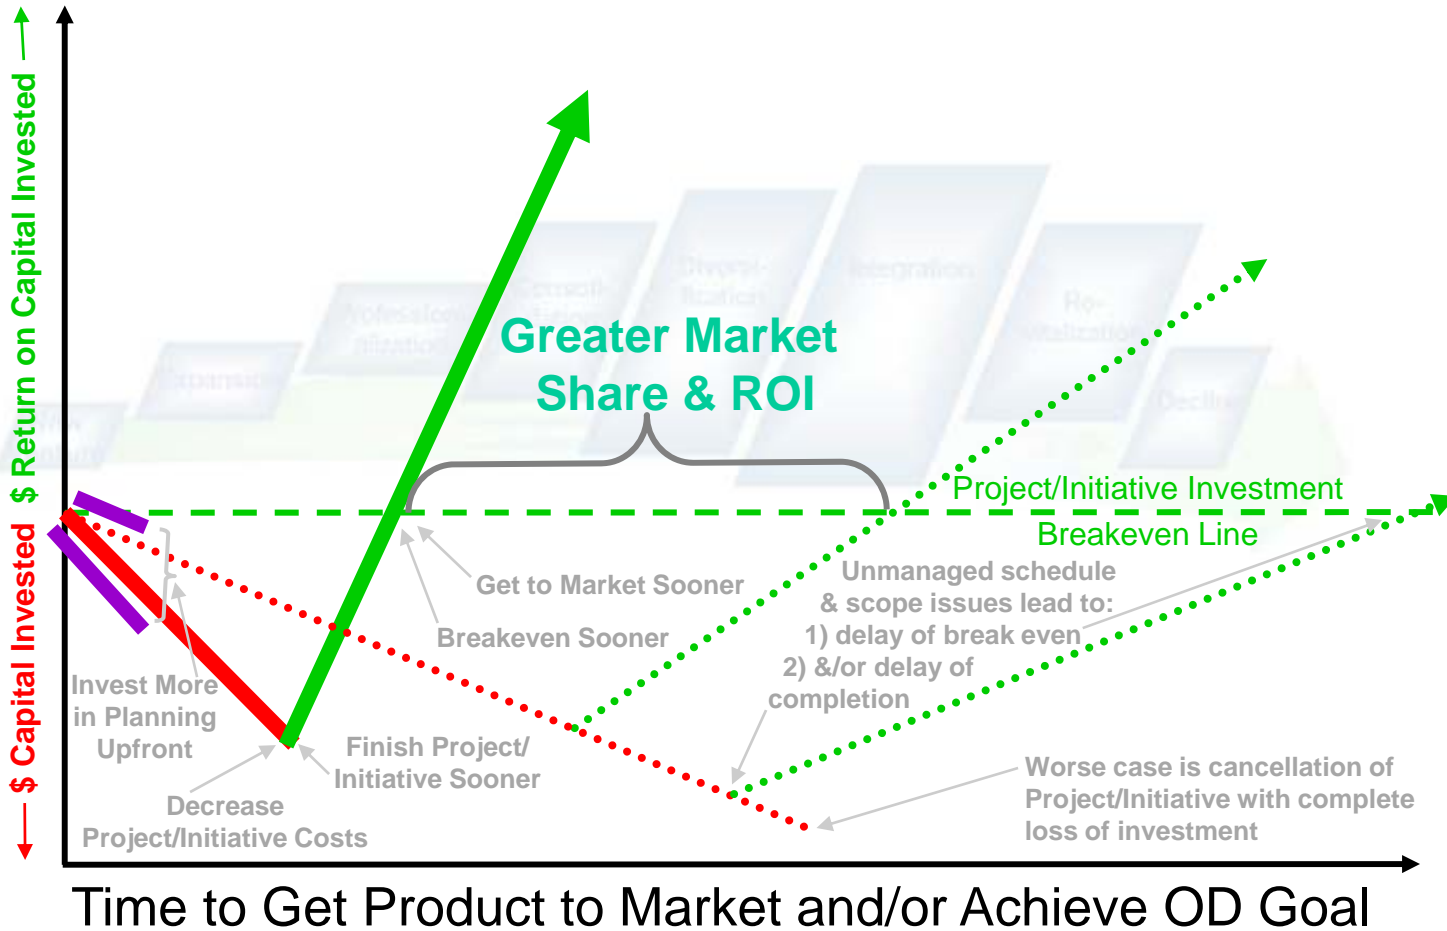 $ Return on Capital Invested
$ Capital Invested
Integration
Decline
Greater Market
Share & ROI
Project/Initiative Investment
Breakeven Line
Get to Market Sooner
Breakeven Sooner
Unmanaged schedule
& scope issues lead to:
1) delay of break even
2) &/or delay of
completion
Invest More
in Planning
Upfront
Finish Project/
Initiative Sooner
Decrease
Project/Initiative Costs
Worse case is cancellation of
Project/Initiative with complete
loss of investment
Time to Get Product to Market and/or Achieve OD Goal